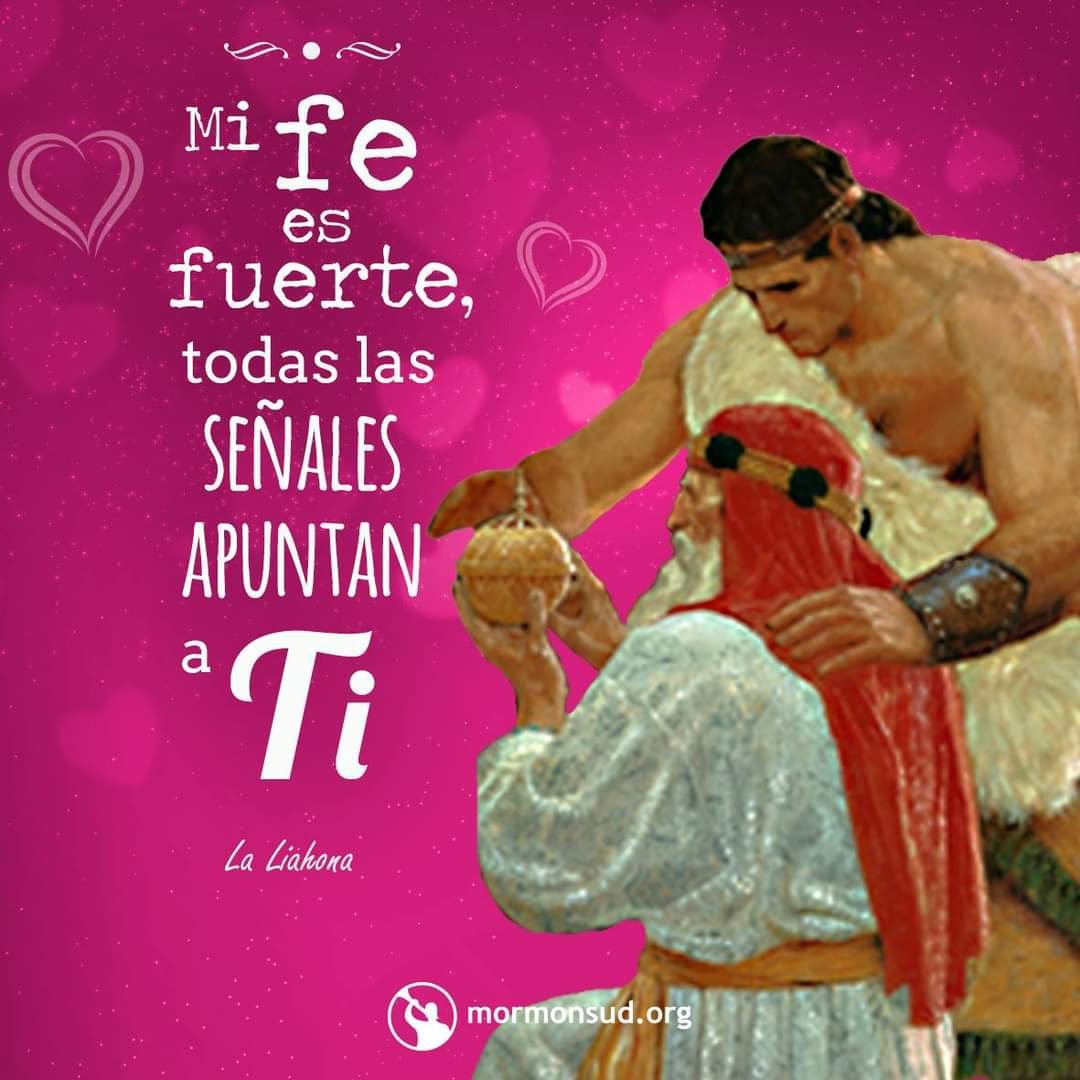 Mi fe
es
fuerte,
todas las
SEÑALES
APUNTAN
a Ti
La Liahona
mormonsud.org